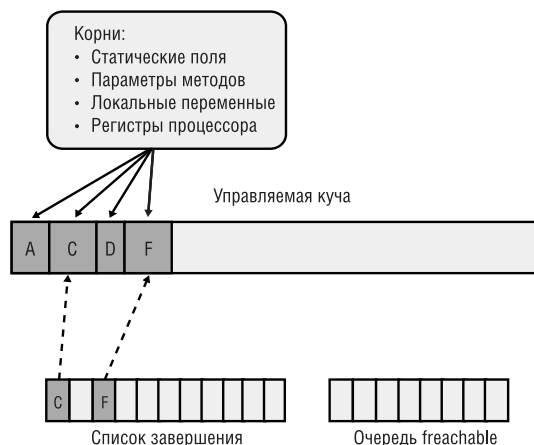 Корни:
• Статические поля
• Параметры методов
• Локальные переменные
• Регистры процессора
Управляемая куча
A C D F
C F
Список завершения
Очередь freachable